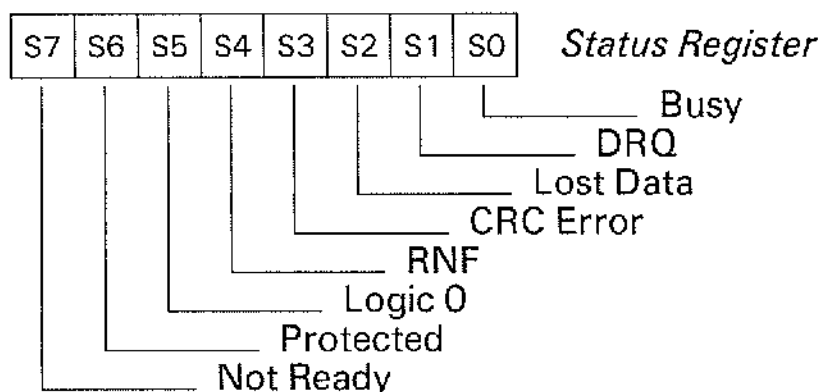 S7 S6 S5 S4 S3 S2 S1 S0 Status Register
Busy
DRQ
Lost Data
CRC Error
RNF
Logic 0
Protected
Not Ready